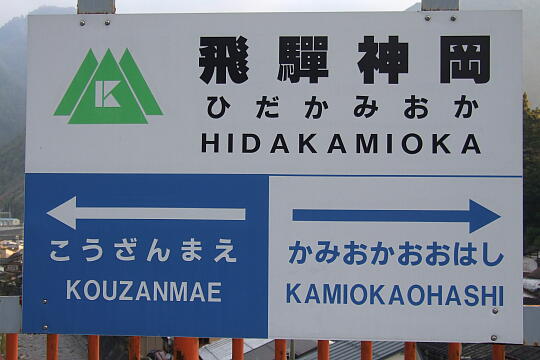 K
飛驒神岡
ひだかみおか
HIDAKAMIOKA
こうざんまえ
KOUZANMAE
かみおかおおはし
KAMIOKAOHASHI